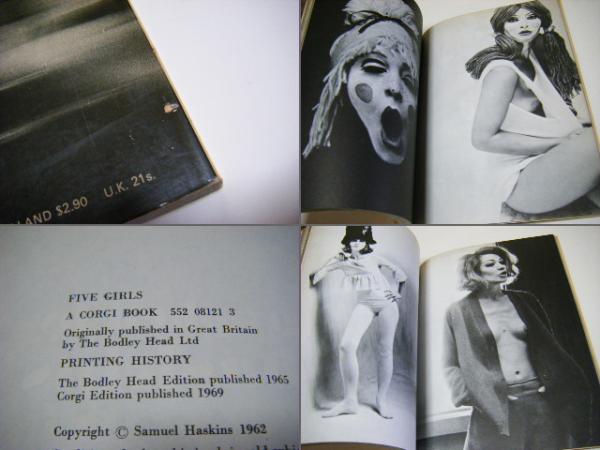 LAND $2.90 U.K. 21s.
FIVE GIRLS
A CORGI BOOK 552 08121 3
Originally published in Great Britain
by The Bodley Head Ltd
PRINTING HISTORY
The Bodley Head Edition published 1965
Corgi Edition published 1969
Copyright © Samuel Haskins 1962